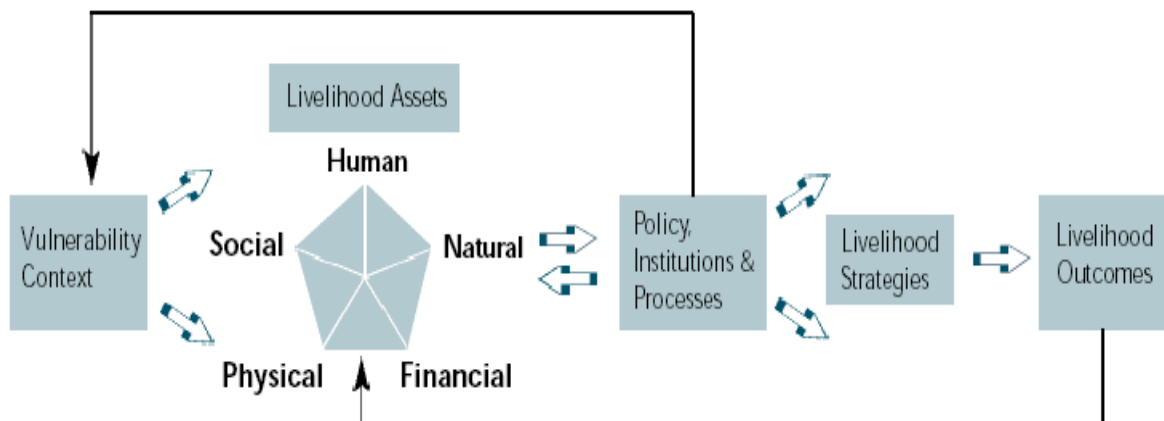 Livelihood Assets
Human
Social
Natural
Physical
Financial
Vulnerability
Context
Policy,
Institutions &
Processes
Livelihood
Strategies
Livelihood
Outcomes